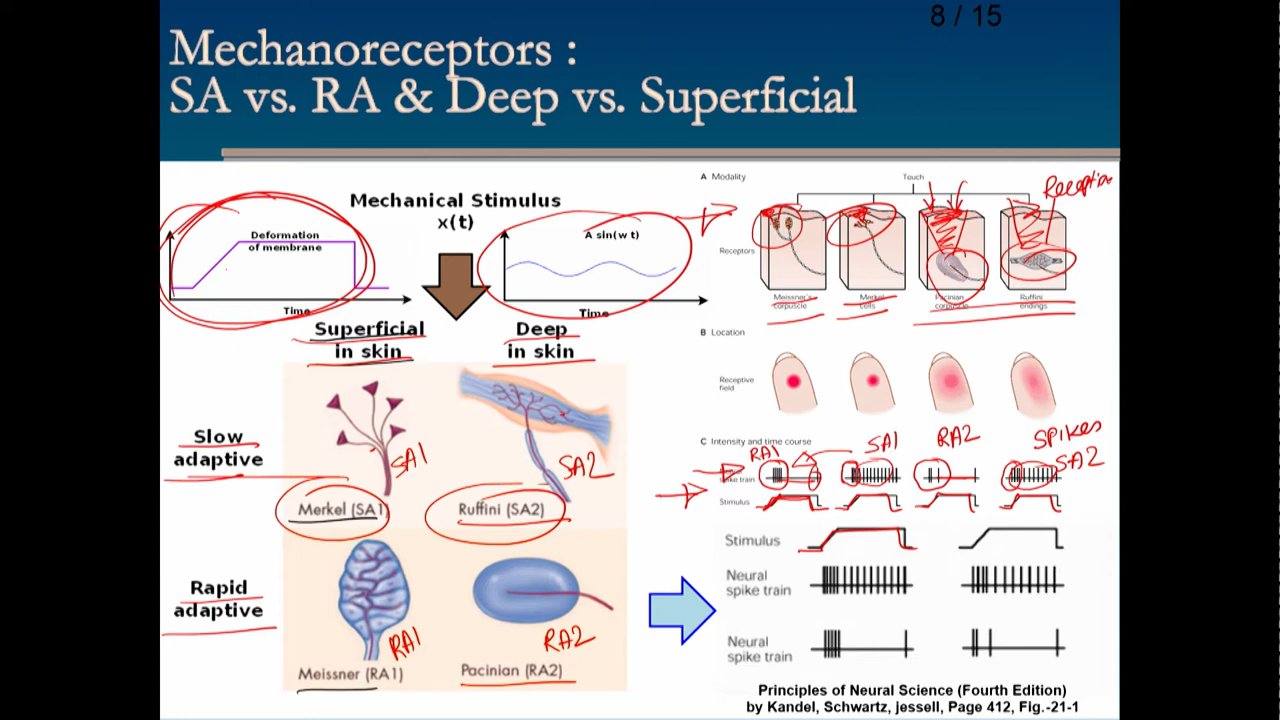 8 / 15
Mechanoreceptors :
SA vs. RA & Deep vs. Superficial
Mechanical Stimulus
x(t)
Deformation
of membrane
Time
A sin(w t)
Time
Superficial
in skin
Deep
in skin
Slow
adaptive
SA1
SA2
Merkel (SA1)
Ruffini (SA2)
Rapid
adaptive
RA1
RA2
Meissner (RA1)
Pacinian (RA2)
A Modality
Touch
Receptors
Meissner's
corpuscle
Merkel
cells
Pacinian
corpuscle
Ruffini
endings
B Location
Receptive
field
C Intensity and time course
RA1
SA1
RA2
SPIKES
SA2
spike train
Stimulus
Stimulus
Neural
spike train
Neural
spike train
Principles of Neural Science (Fourth Edition)
by Kandel, Schwartz, jessell, Page 412, Fig.-21-1